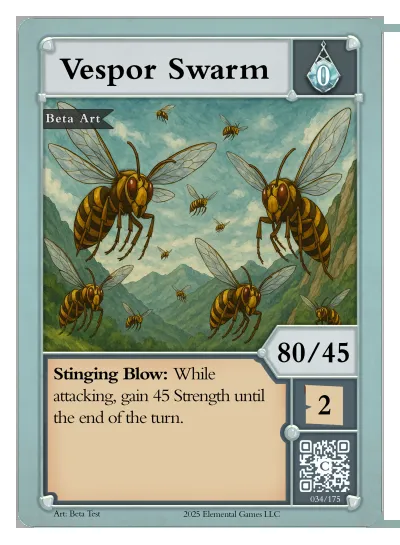 Vespor Swarm
0
Beta Art
80/45
Stinging Blow: While
attacking, gain 45 Strength until
the end of the turn.
2
C
034/175
Art: Beta Test
2025 Elemental Games LLC